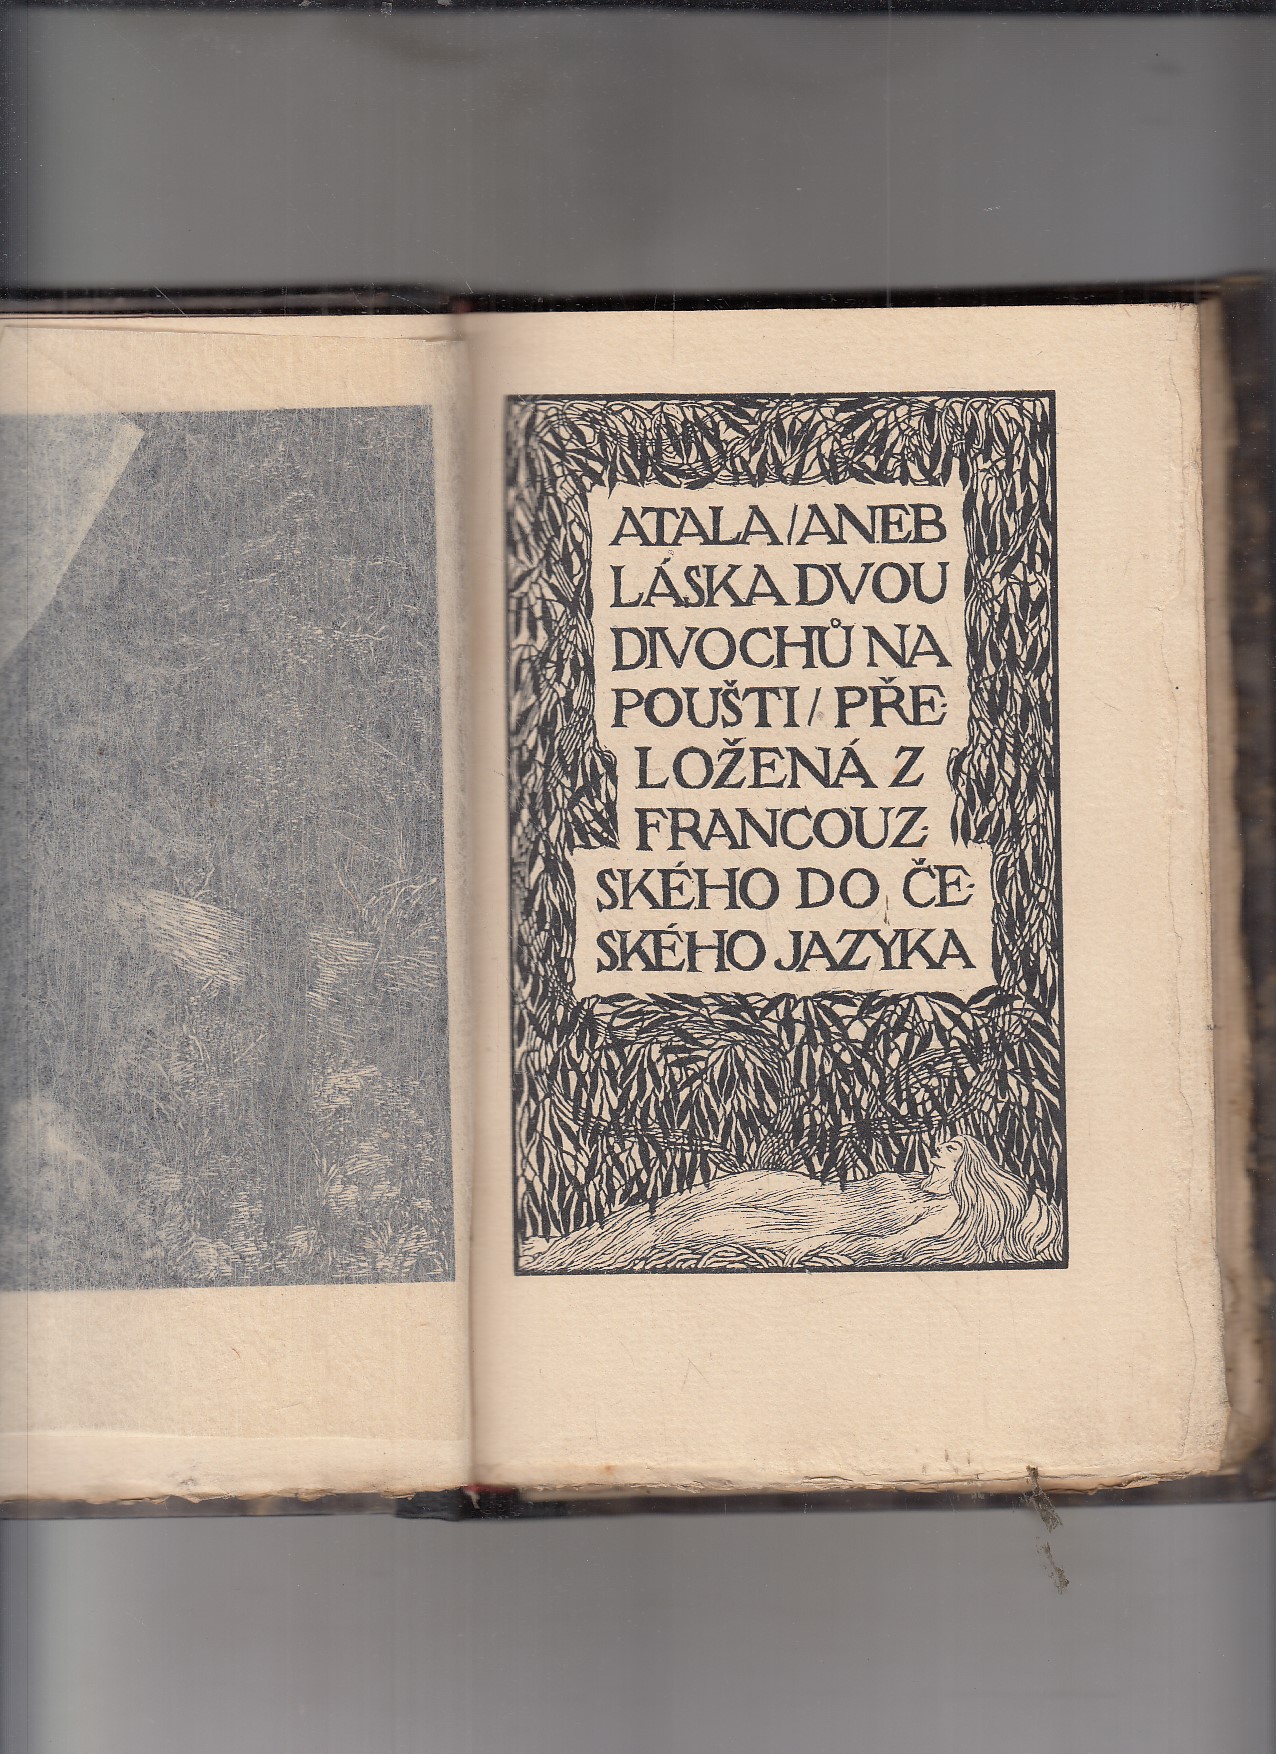 ATALA/ANEB
LÁSKA DVOU
DIVOCHŮ NA
POUŠTI/PŘE-
LOŽENÁ Z
FRANCOUZ-
SKÉHO DO ČE-
SKÉHO JAZYKA